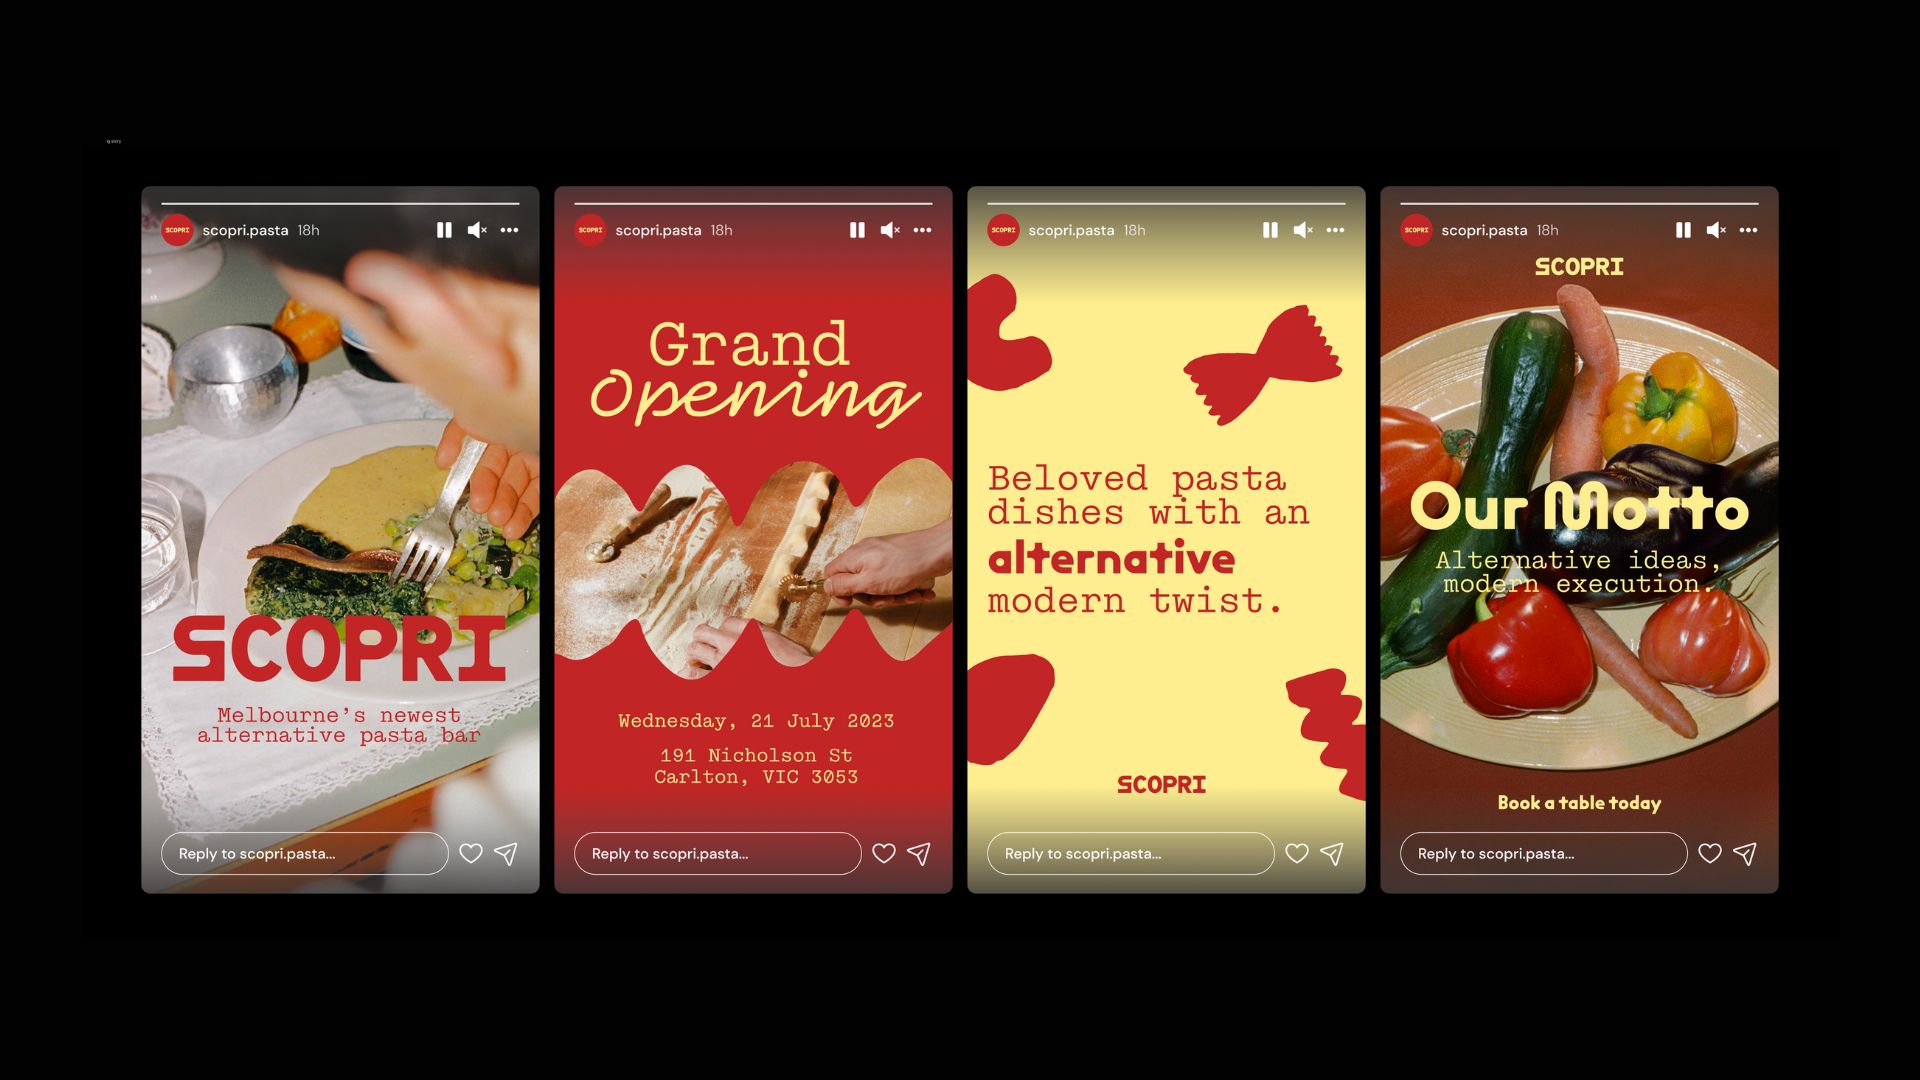 ig story
SCOPRI
scopri.pasta 18h
SCOPRI
Melbourne's newest
alternative pasta bar
Reply to scopri.pasta...
SCOPRI
scopri.pasta 18h
Grand
Opening
Wednesday, 21 July 2023
191 Nicholson St
Carlton, VIC 3053
Reply to scopri.pasta...
SCOPRI
scopri.pasta 18h
Beloved pasta
dishes with an
alternative
modern twist.
SCOPRI
Reply to scopri.pasta...
SCOPRI
scopri.pasta 18h
SCOPRI
Our Motto
Alternative ideas,
modern execution.
Book a table today
Reply to scopri.pasta...